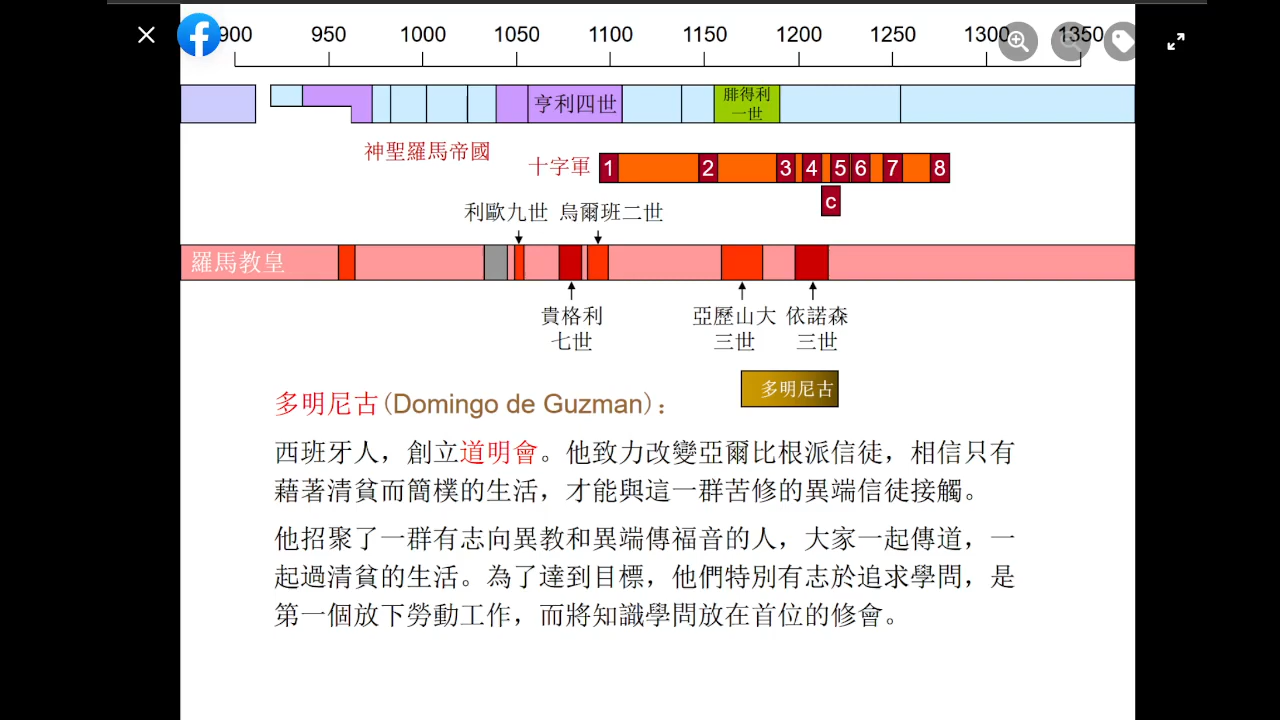 900 950 1000 1050 1100 1150 1200 1250 1300 1350
亨利四世
腓得利
一世
神聖羅馬帝國
十字軍 1 2 3 4 5 6 7 8
c
利歐九世 烏爾班二世
羅馬教皇
貴格利
七世
亞歷山大
三世
依諾森
三世
多明尼古
多明尼古(Domingo de Guzman)：
西班牙人，創立道明會。他致力改變亞爾比根派信徒，相信只有
藉著清貧而簡樸的生活，才能與這一群苦修的異端信徒接觸。
他招聚了一群有志向異教和異端傳福音的人，大家一起傳道，一
起過清貧的生活。為了達到目標，他們特別有志於追求學問，是
第一個放下勞動工作，而將知識學問放在首位的修會。